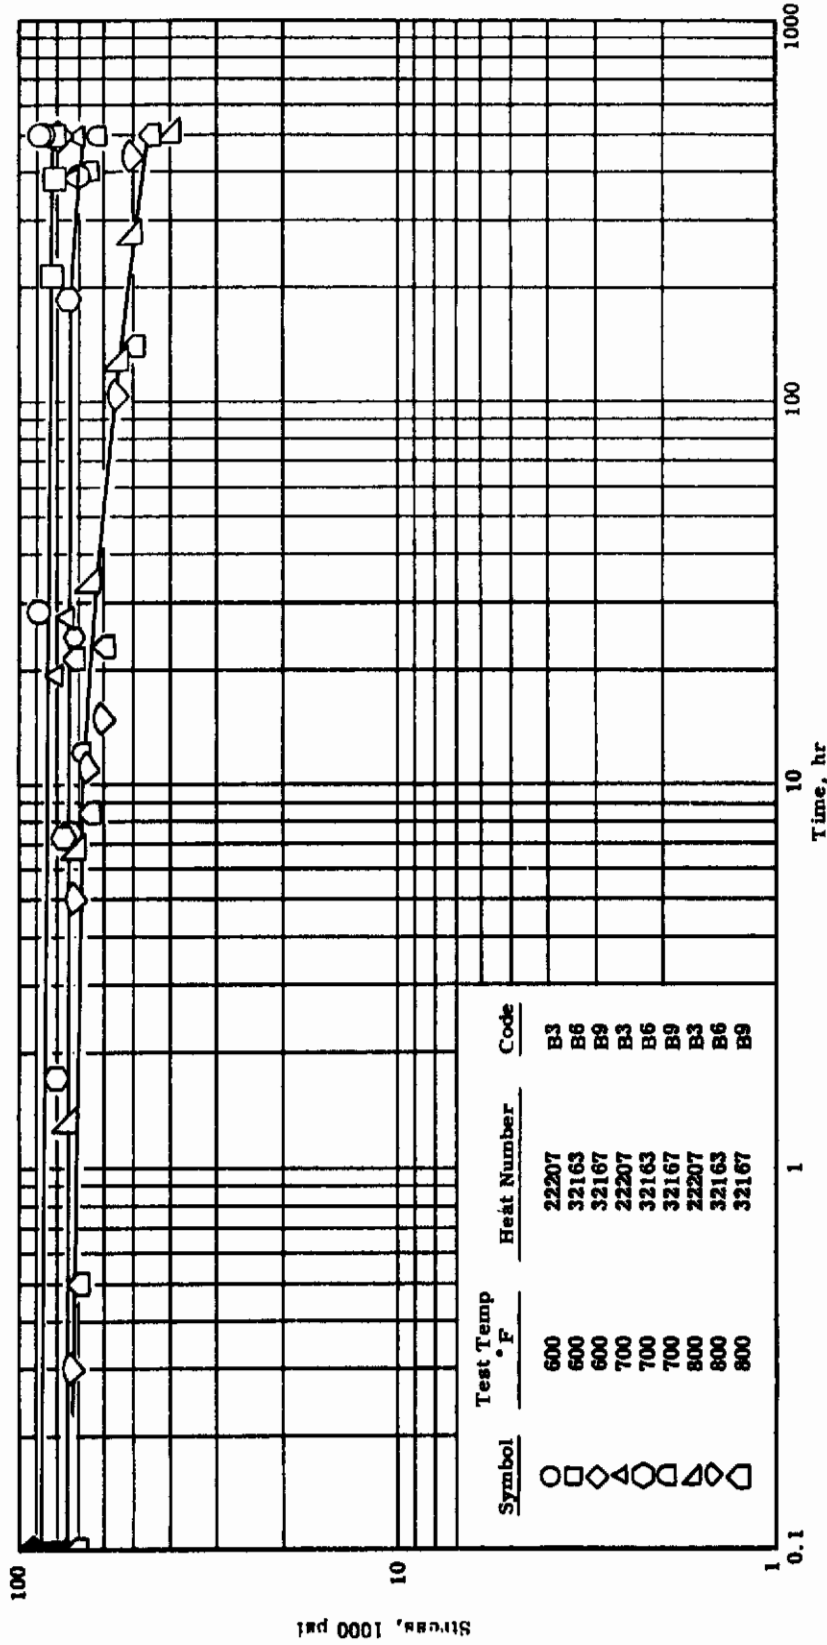 Stress, 1000 psi
100
10
1
0.1
1
10
100
1000
Time, hr
Symbol Test Temp °F Heat Number Code
600 22207 B3
600 32163 B6
600 32167 B9
700 22207 B3
700 32163 B6
700 32167 B9
800 22207 B3
800 32163 B6
800 32167 B9